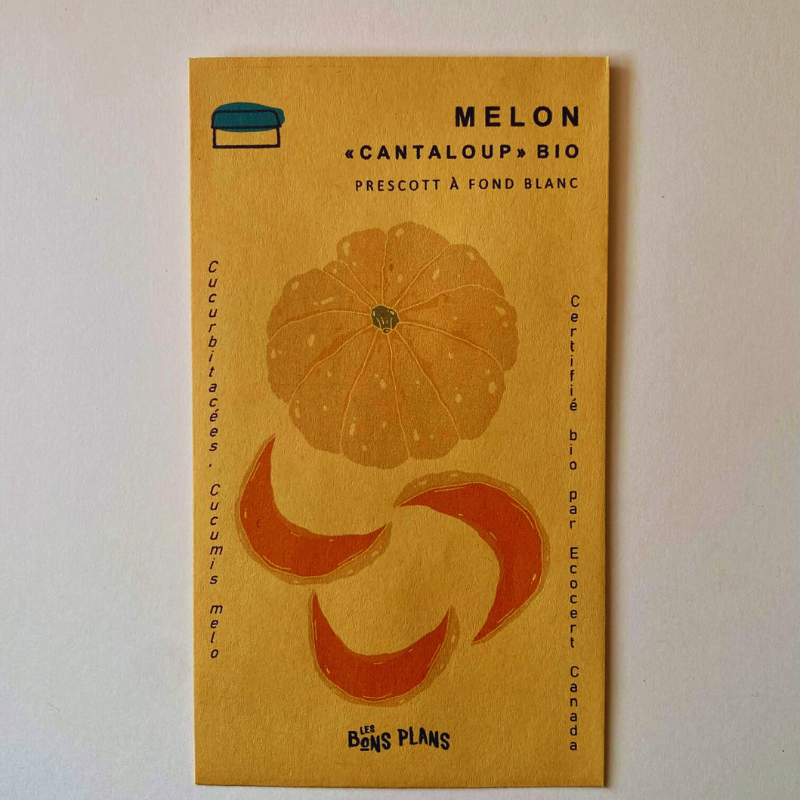 MELON
«CANTALOUP» BIO
PRESCOTT À FOND BLANC
Cucurbitacées, Cucumis melo
Certifié bio par Ecocert Canada
LES
BONS PLANS